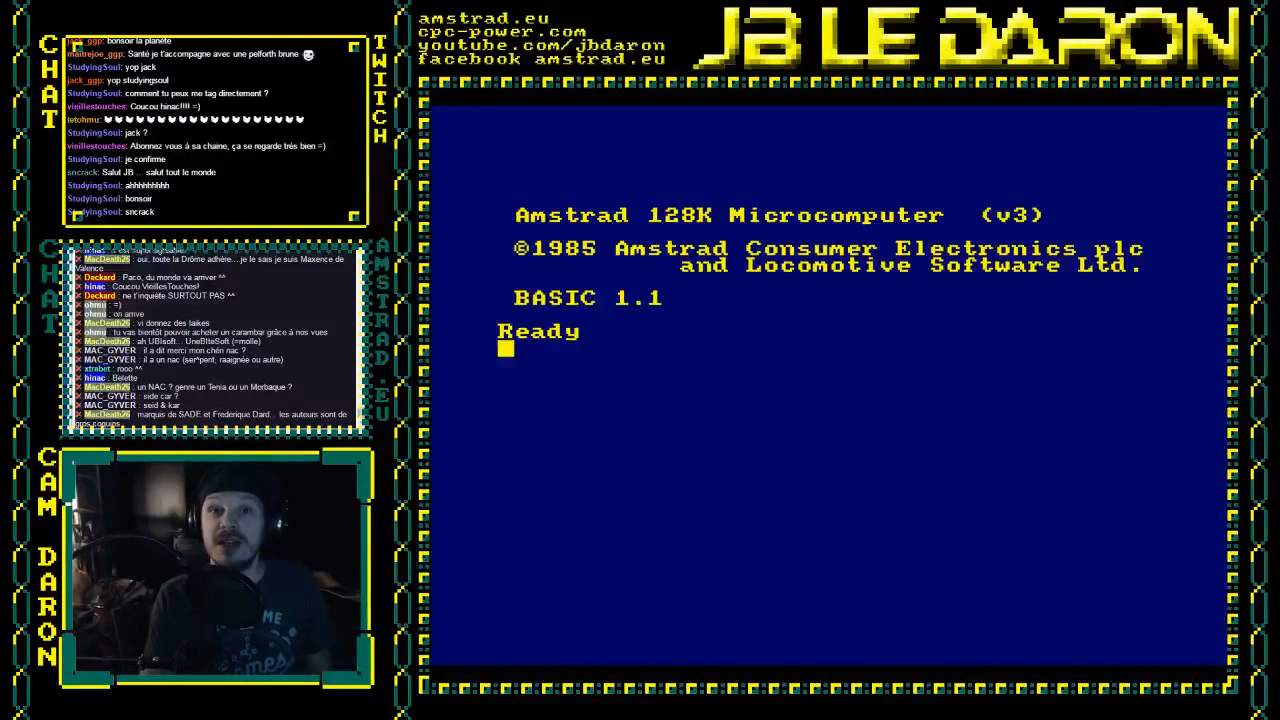 amstrad.eu
cpc-power.com
youtube.com/jbdaron
facebook amstrad.eu
JB LE DARON
CHAT
TWITCH
jack_ggp: bonsoir la planète
maitrejoe_ggp: Santé je t'accompagne avec une pelforth brune
StudyingSoul: yop jack
jack_ggp: yop studyingsoul
StudyingSoul: comment tu peux me tag directement ?
vieillestouches: Coucou hinac!!!! =)
tetohmu:
StudyingSoul: jack ?
vieillestouches: Abonnez vous à sa chaine, ça se regarde trés bien =)
StudyingSoul: je confirme
sncrack: Salut JB ... salut tout le monde
StudyingSoul: ahhhhhhhhh
StudyingSoul: bonsoir
StudyingSoul: sncrack
CHAT
AMSTRAD.EU
MacDeath26 : oui, toute la Drôme adhère... je le sais je suis Maxence de
Valence
Deckard : Paco, du monde va arriver ^^
hinac : Coucou VieillesTouches!
Deckard : ne t'inquiète SURTOUT PAS ^^
ohmu : =)
ohmu : on arrive
MacDeath26 : vi donnez des laikes
ohmu : tu vas bientôt pouvoir acheter un carambar grâce à nos vues
MacDeath26 : ah UBIsoft... UneBIteSoft (=molle)
MAC_GYVER : il a dit merci mon chén nac ?
MAC_GYVER : il a un nac (ser^pent, raaignée ou autre)
xtrabet : rooo ^^
hinac : Belette
MacDeath26 : un NAC ? genre un Tenia ou un Morbaque ?
MAC_GYVER : side car ?
MAC_GYVER : seid & kar
MacDeath26 : marquis de SADE et Frederique Dard... les auteurs sont de
gros coquins
CAM DARON
Amstrad 128K Microcomputer (v3)
©1985 Amstrad Consumer Electronics plc
and Locomotive Software Ltd.
BASIC 1.1
Ready